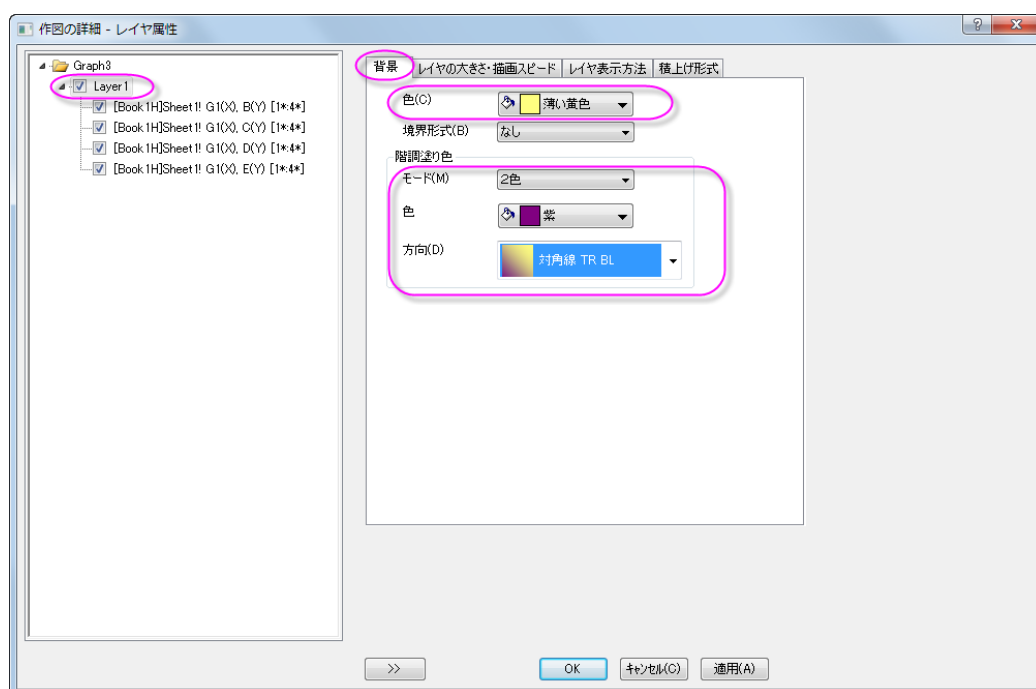 作図の詳細 - レイヤ属性
? x
Graph3
Layer1
[Book1H]Sheet1! G1(X), B(Y) [1*:4*]
[Book1H]Sheet1! G1(X), C(Y) [1*:4*]
[Book1H]Sheet1! G1(X), D(Y) [1*:4*]
[Book1H]Sheet1! G1(X), E(Y) [1*:4*]
背景 レイヤの大きさ・描画スピード レイヤ表示方法 積上げ形式
色(C) 薄い黄色
境界形式(B) なし
階調塗り色
モード(M) 2色
色 紫
方向(D) 対角線 TR BL
>> OK キャンセル(C) 適用(A)